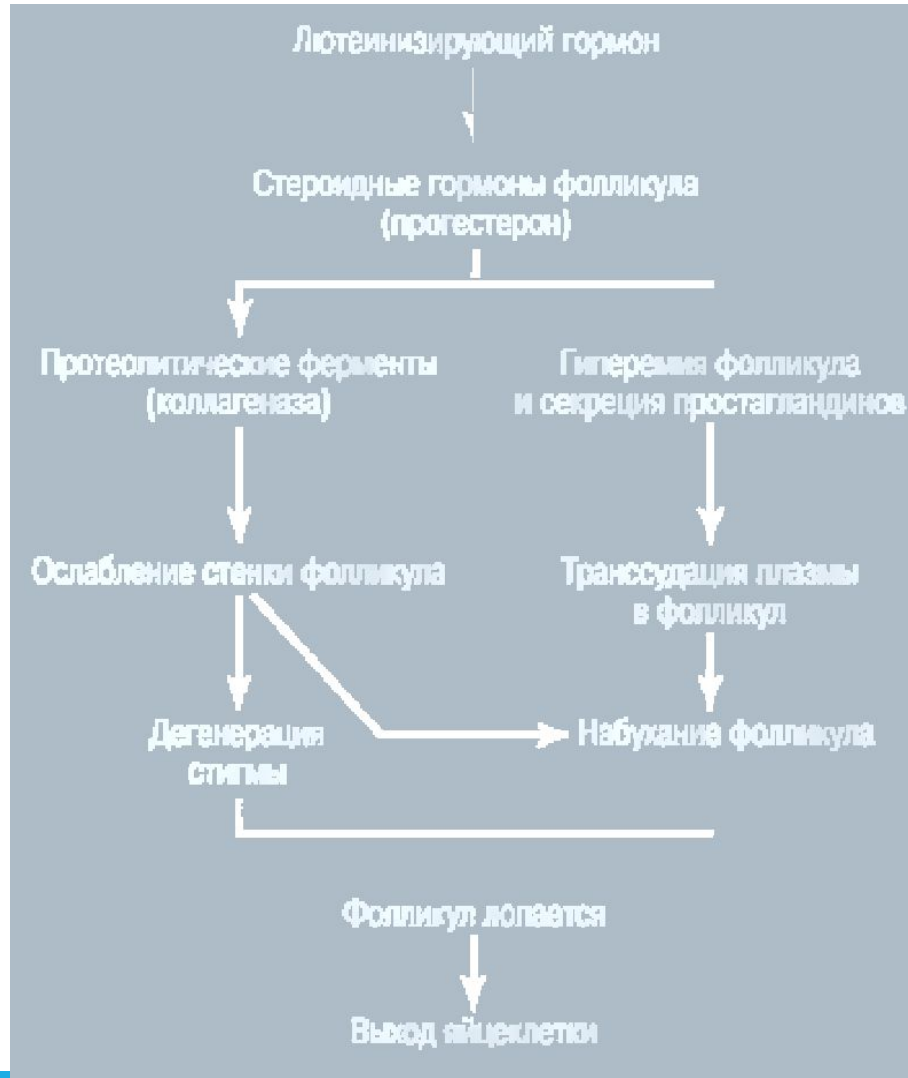 Лютеинизирующий гормон
Стероидные гормоны фолликула
(прогестерон)
Протеолитические ферменты
(коллагеназа)
Гиперемия фолликула
и секреция простагландинов
Ослабление стенки фолликула
Транссудация плазмы
в фолликул
Дегенерация
стигмы
Набухание фолликула
Фолликул лопается
Выход яйцеклетки